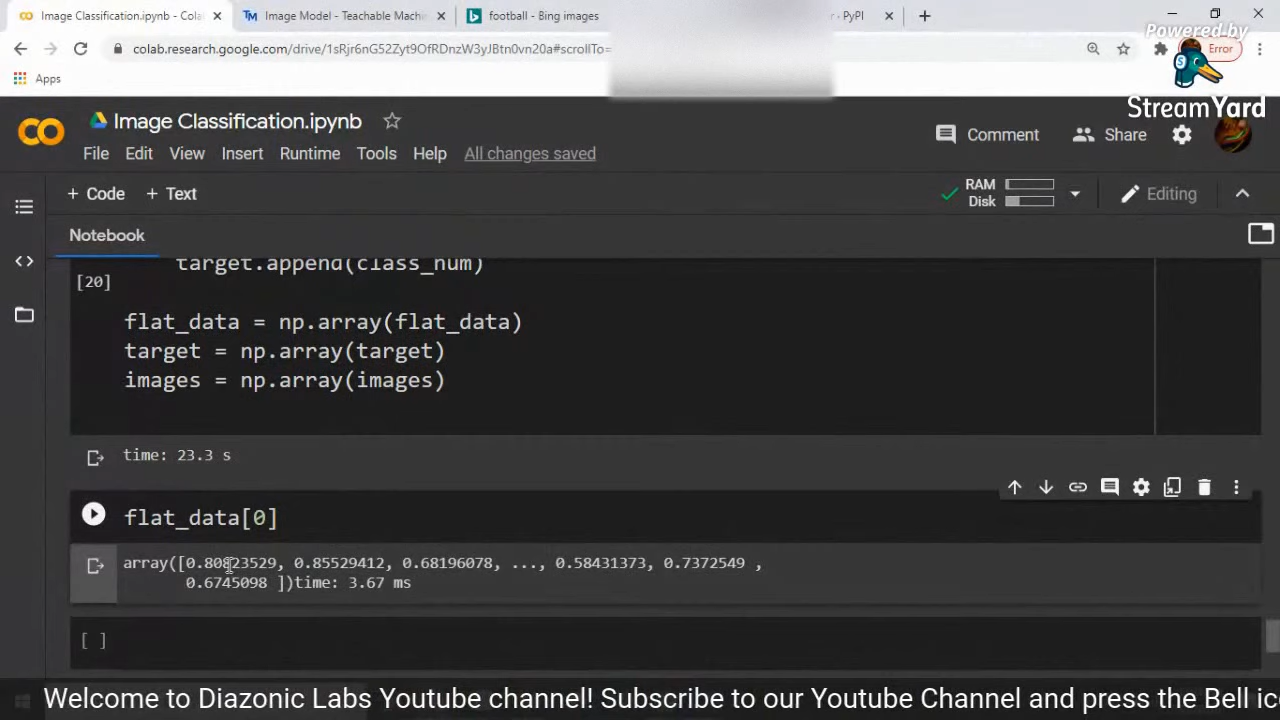 Image Classification.ipynb - Cola
Image Model - Teachable Machi
football - Bing images
r - PyPI
colab.research.google.com/drive/1sRjr6nG52Zyt9OfRDnzW3yJBtn0vn20a#scrollTo=
Error
Apps
Powered by
StreamYard
Image Classification.ipynb
Comment
Share
File Edit View Insert Runtime Tools Help All changes saved
+ Code + Text
RAM
Disk
Editing
Notebook
target.append(class_num)
[20]
flat_data = np.array(flat_data)
target = np.array(target)
images = np.array(images)
time: 23.3 s
flat_data[0]
array([0.80823529, 0.85529412, 0.68196078, ..., 0.58431373, 0.7372549 ,
0.6745098 ])time: 3.67 ms
[ ]
Welcome to Diazonic Labs Youtube channel! Subscribe to our Youtube Channel and press the Bell ic